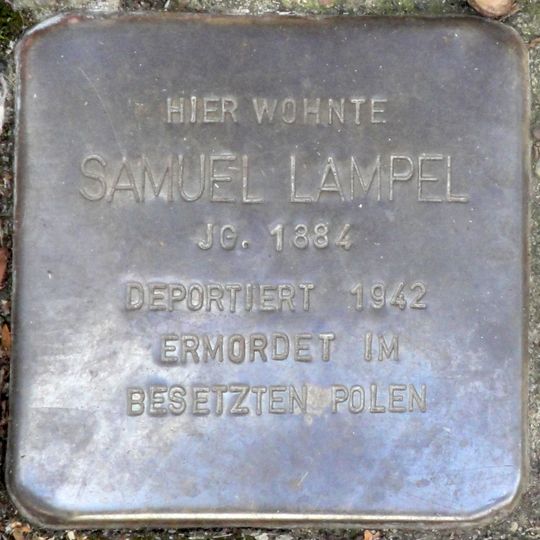 HIER WOHNTE
SAMUEL LAMPEL
JG. 1884
DEPORTIERT 1942
ERMORDET IM
BESETZTEN POLEN